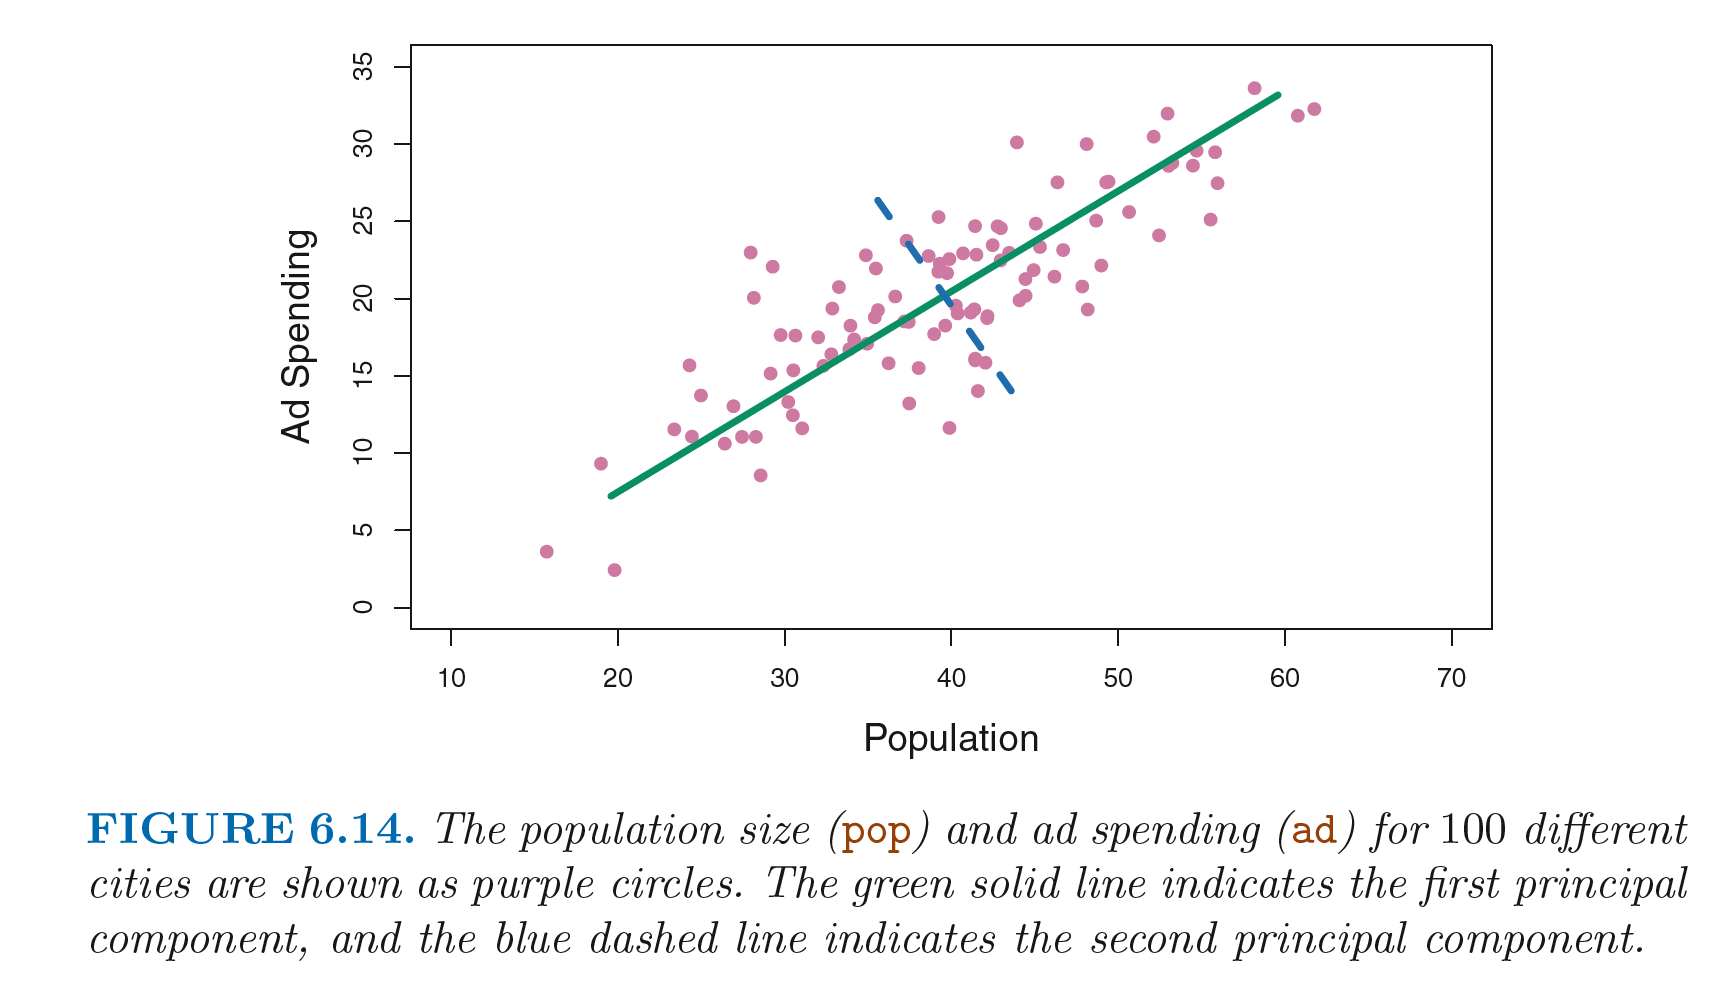 35
30
25
20
15
10
5
0
Ad Spending
10 20 30 40 50 60 70
Population
FIGURE 6.14. The population size (pop) and ad spending (ad) for 100 different
cities are shown as purple circles. The green solid line indicates the first principal
component, and the blue dashed line indicates the second principal component.